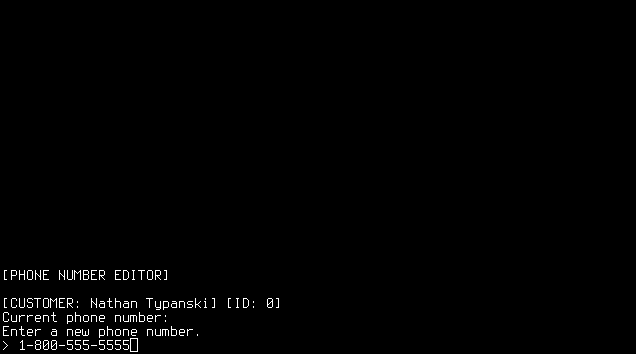 [PHONE NUMBER EDITOR]
[CUSTOMER: Nathan Typanski] [ID: 0]
Current phone number:
Enter a new phone number.
> 1-800-555-5555